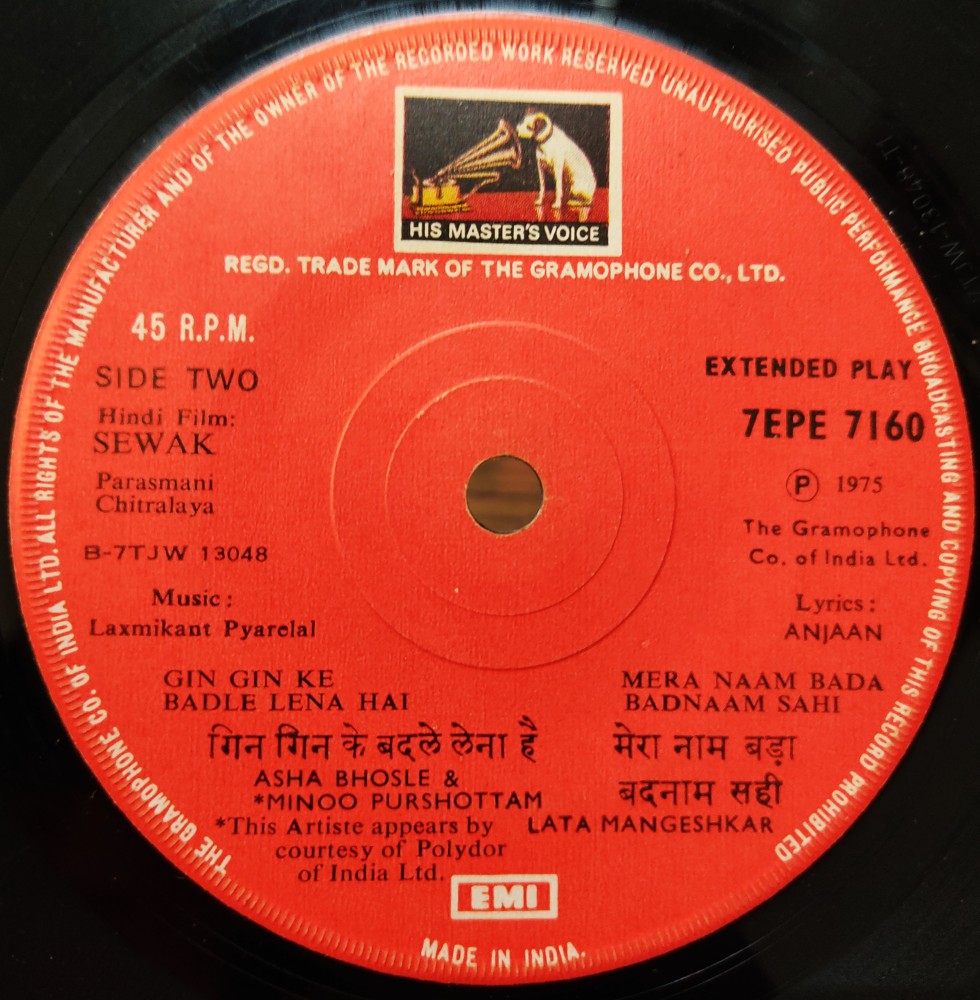 THE GRAMOPHONE CO. OF INDIA LTD. ALL RIGHTS OF THE MANUFACTURER AND OF THE OWNER OF THE RECORDED WORK RESERVED UNAUTHORISED PUBLIC PERFORMANCE BROADCASTING AND COPYING OF THIS RECORD PROHIBITED
HIS MASTER'S VOICE
REGD. TRADE MARK OF THE GRAMOPHONE CO., LTD.
45 R.P.M.
SIDE TWO
Hindi Film:
SEWAK
Parasmani
Chitralaya
B-7TJW 13048
Music:
Laxmikant Pyarelal
EXTENDED PLAY
7EPE 7160
Ⓟ 1975
The Gramophone
Co. of India Ltd.
Lyrics:
ANJAAN
GIN GIN KE
BADLE LENA HAI
गिन गिन के बदले लेना है
ASHA BHOSLE &
*MINOO PURSHOTTAM
*This Artiste appears by
courtesy of Polydor
of India Ltd.
MERA NAAM BADA
BADNAAM SAHI
मेरा नाम बड़ा
बदनाम सही
LATA MANGESHKAR
EMI
MADE IN INDIA.